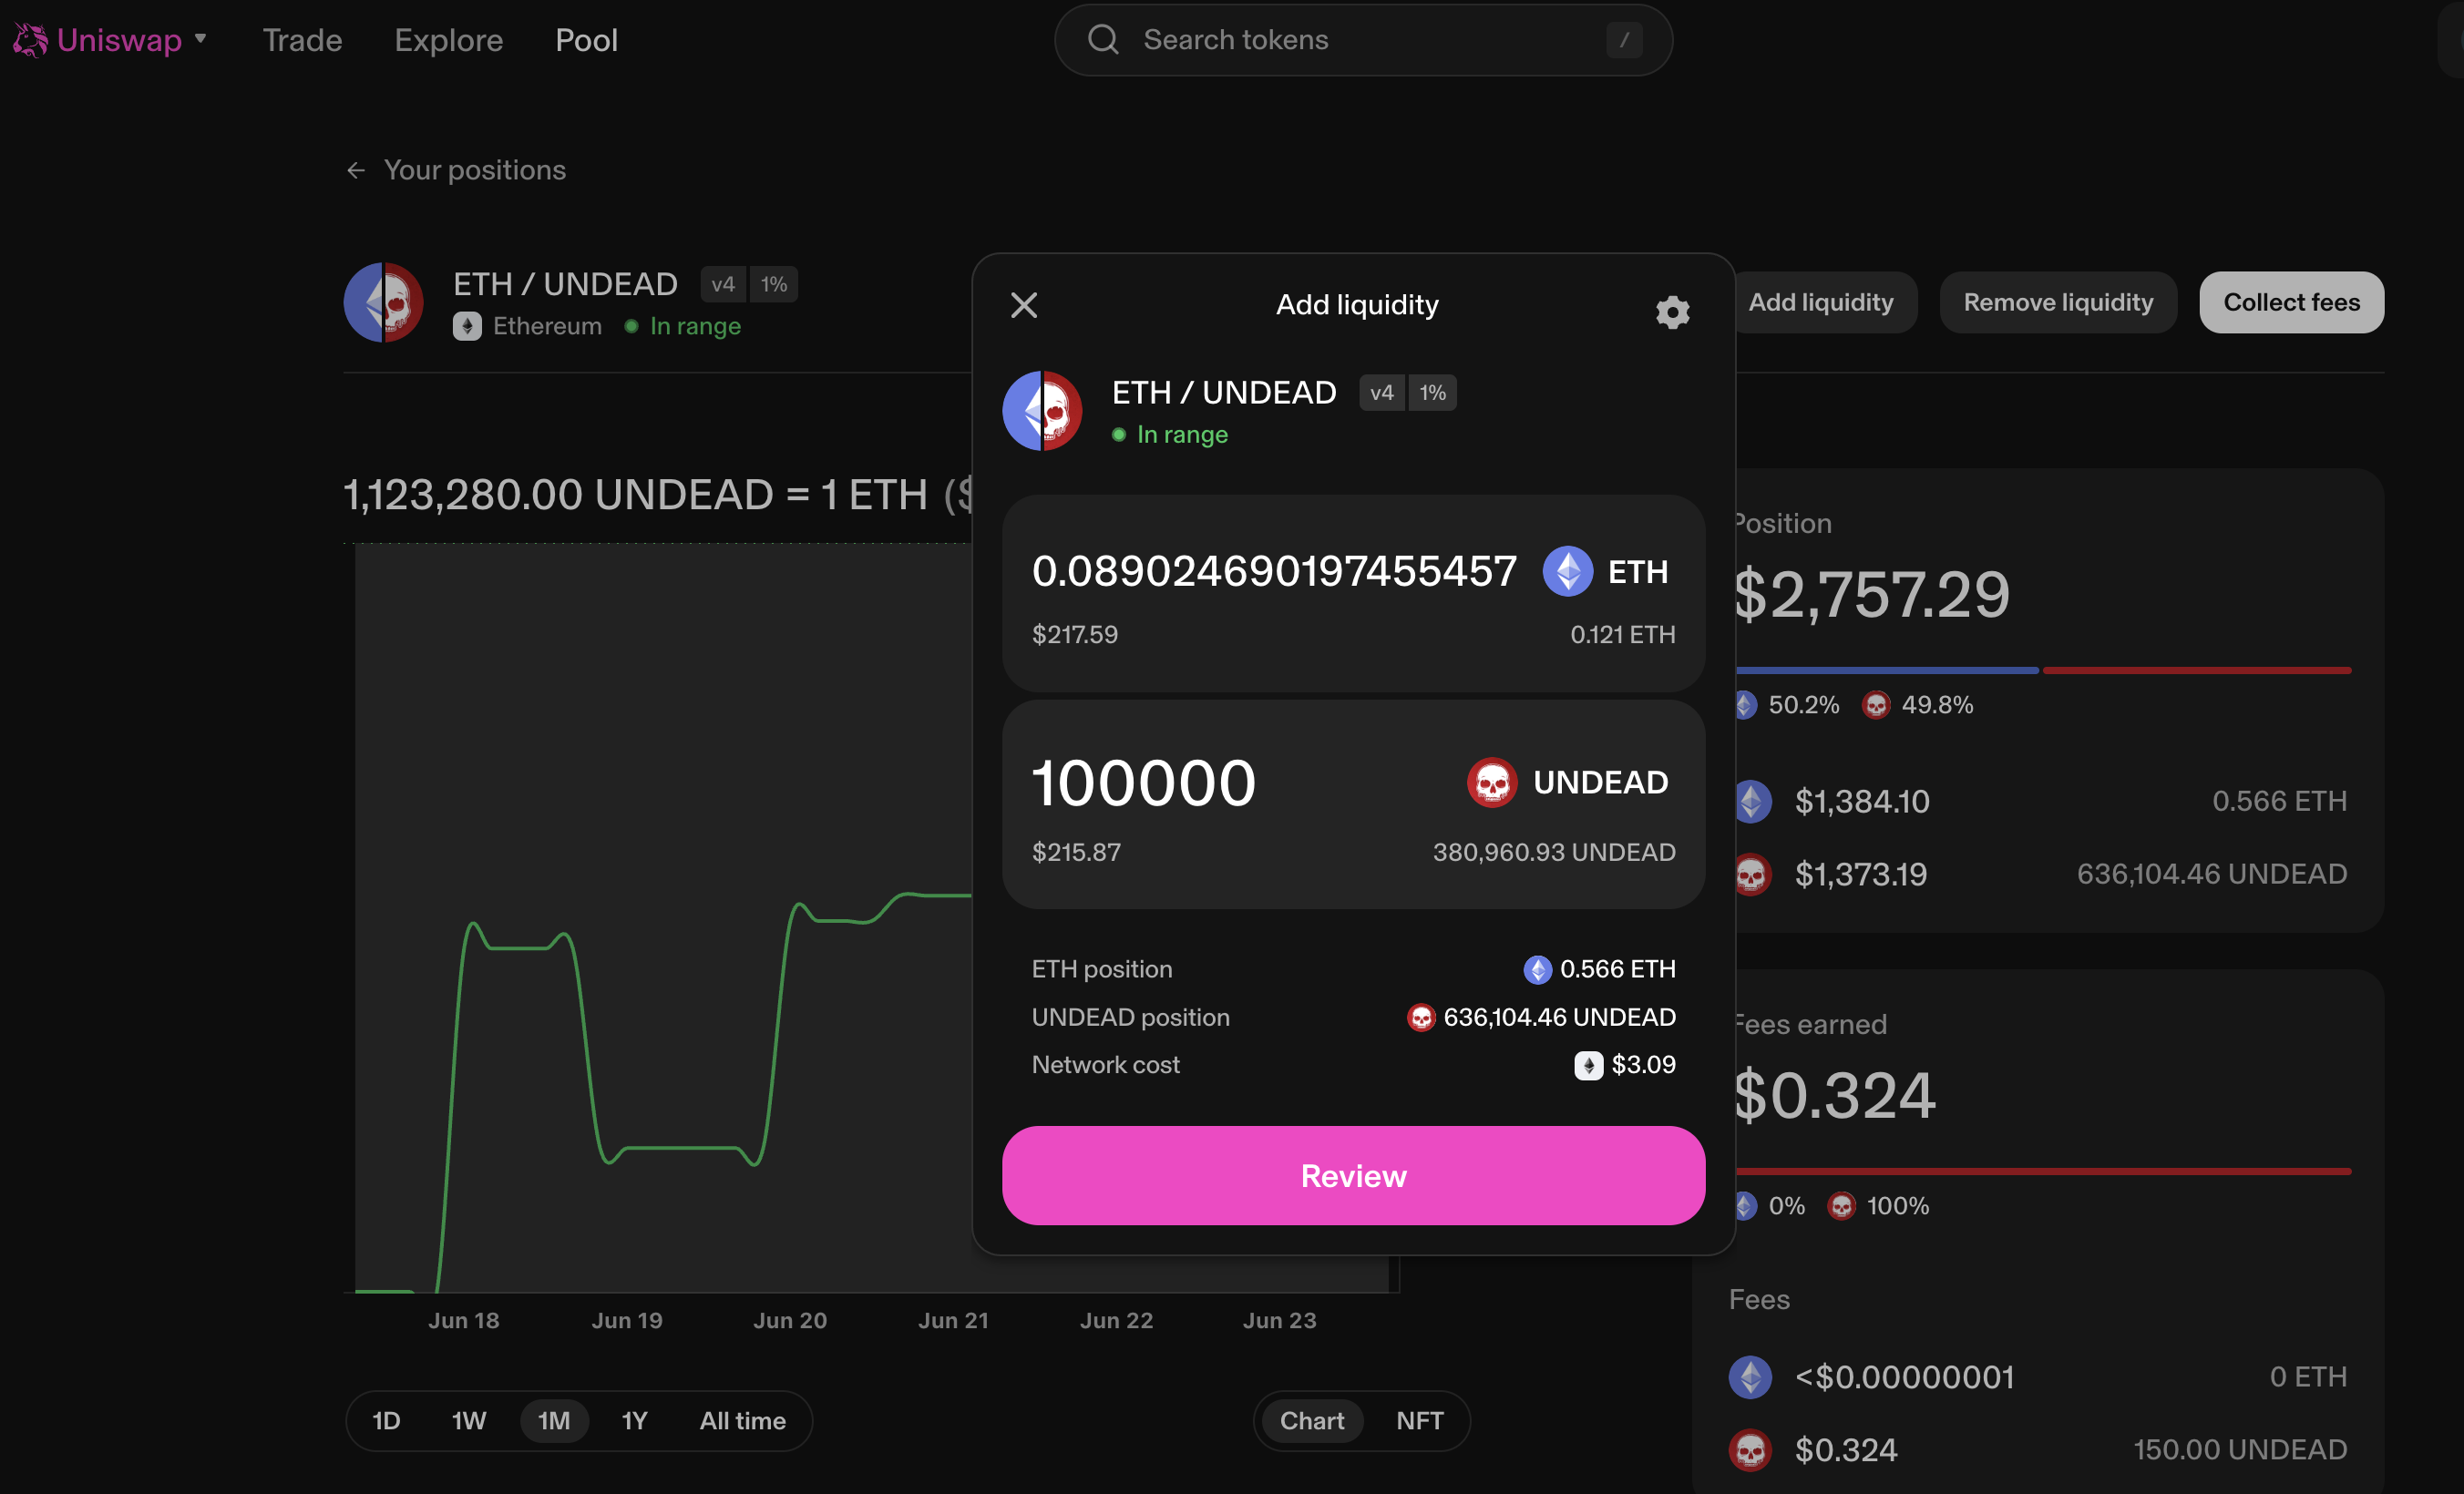 Uniswap
Trade
Explore
Pool
Search tokens
/
Your positions
ETH / UNDEAD v4 1%
Ethereum In range
Add liquidity
Remove liquidity
Collect fees
1,123,280.00 UNDEAD = 1 ETH ($
Jun 18
Jun 19
Jun 20
Jun 21
Jun 22
Jun 23
1D
1W
1M
1Y
All time
Chart
NFT
Add liquidity
ETH / UNDEAD v4 1%
In range
0.089024690197455457 ETH
$217.59 0.121 ETH
100000 UNDEAD
$215.87 380,960.93 UNDEAD
ETH position 0.566 ETH
UNDEAD position 636,104.46 UNDEAD
Network cost $3.09
Review
Position
$2,757.29
50.2% 49.8%
$1,384.10 0.566 ETH
$1,373.19 636,104.46 UNDEAD
Fees earned
$0.324
0% 100%
Fees
<$0.00000001 0 ETH
$0.324 150.00 UNDEAD